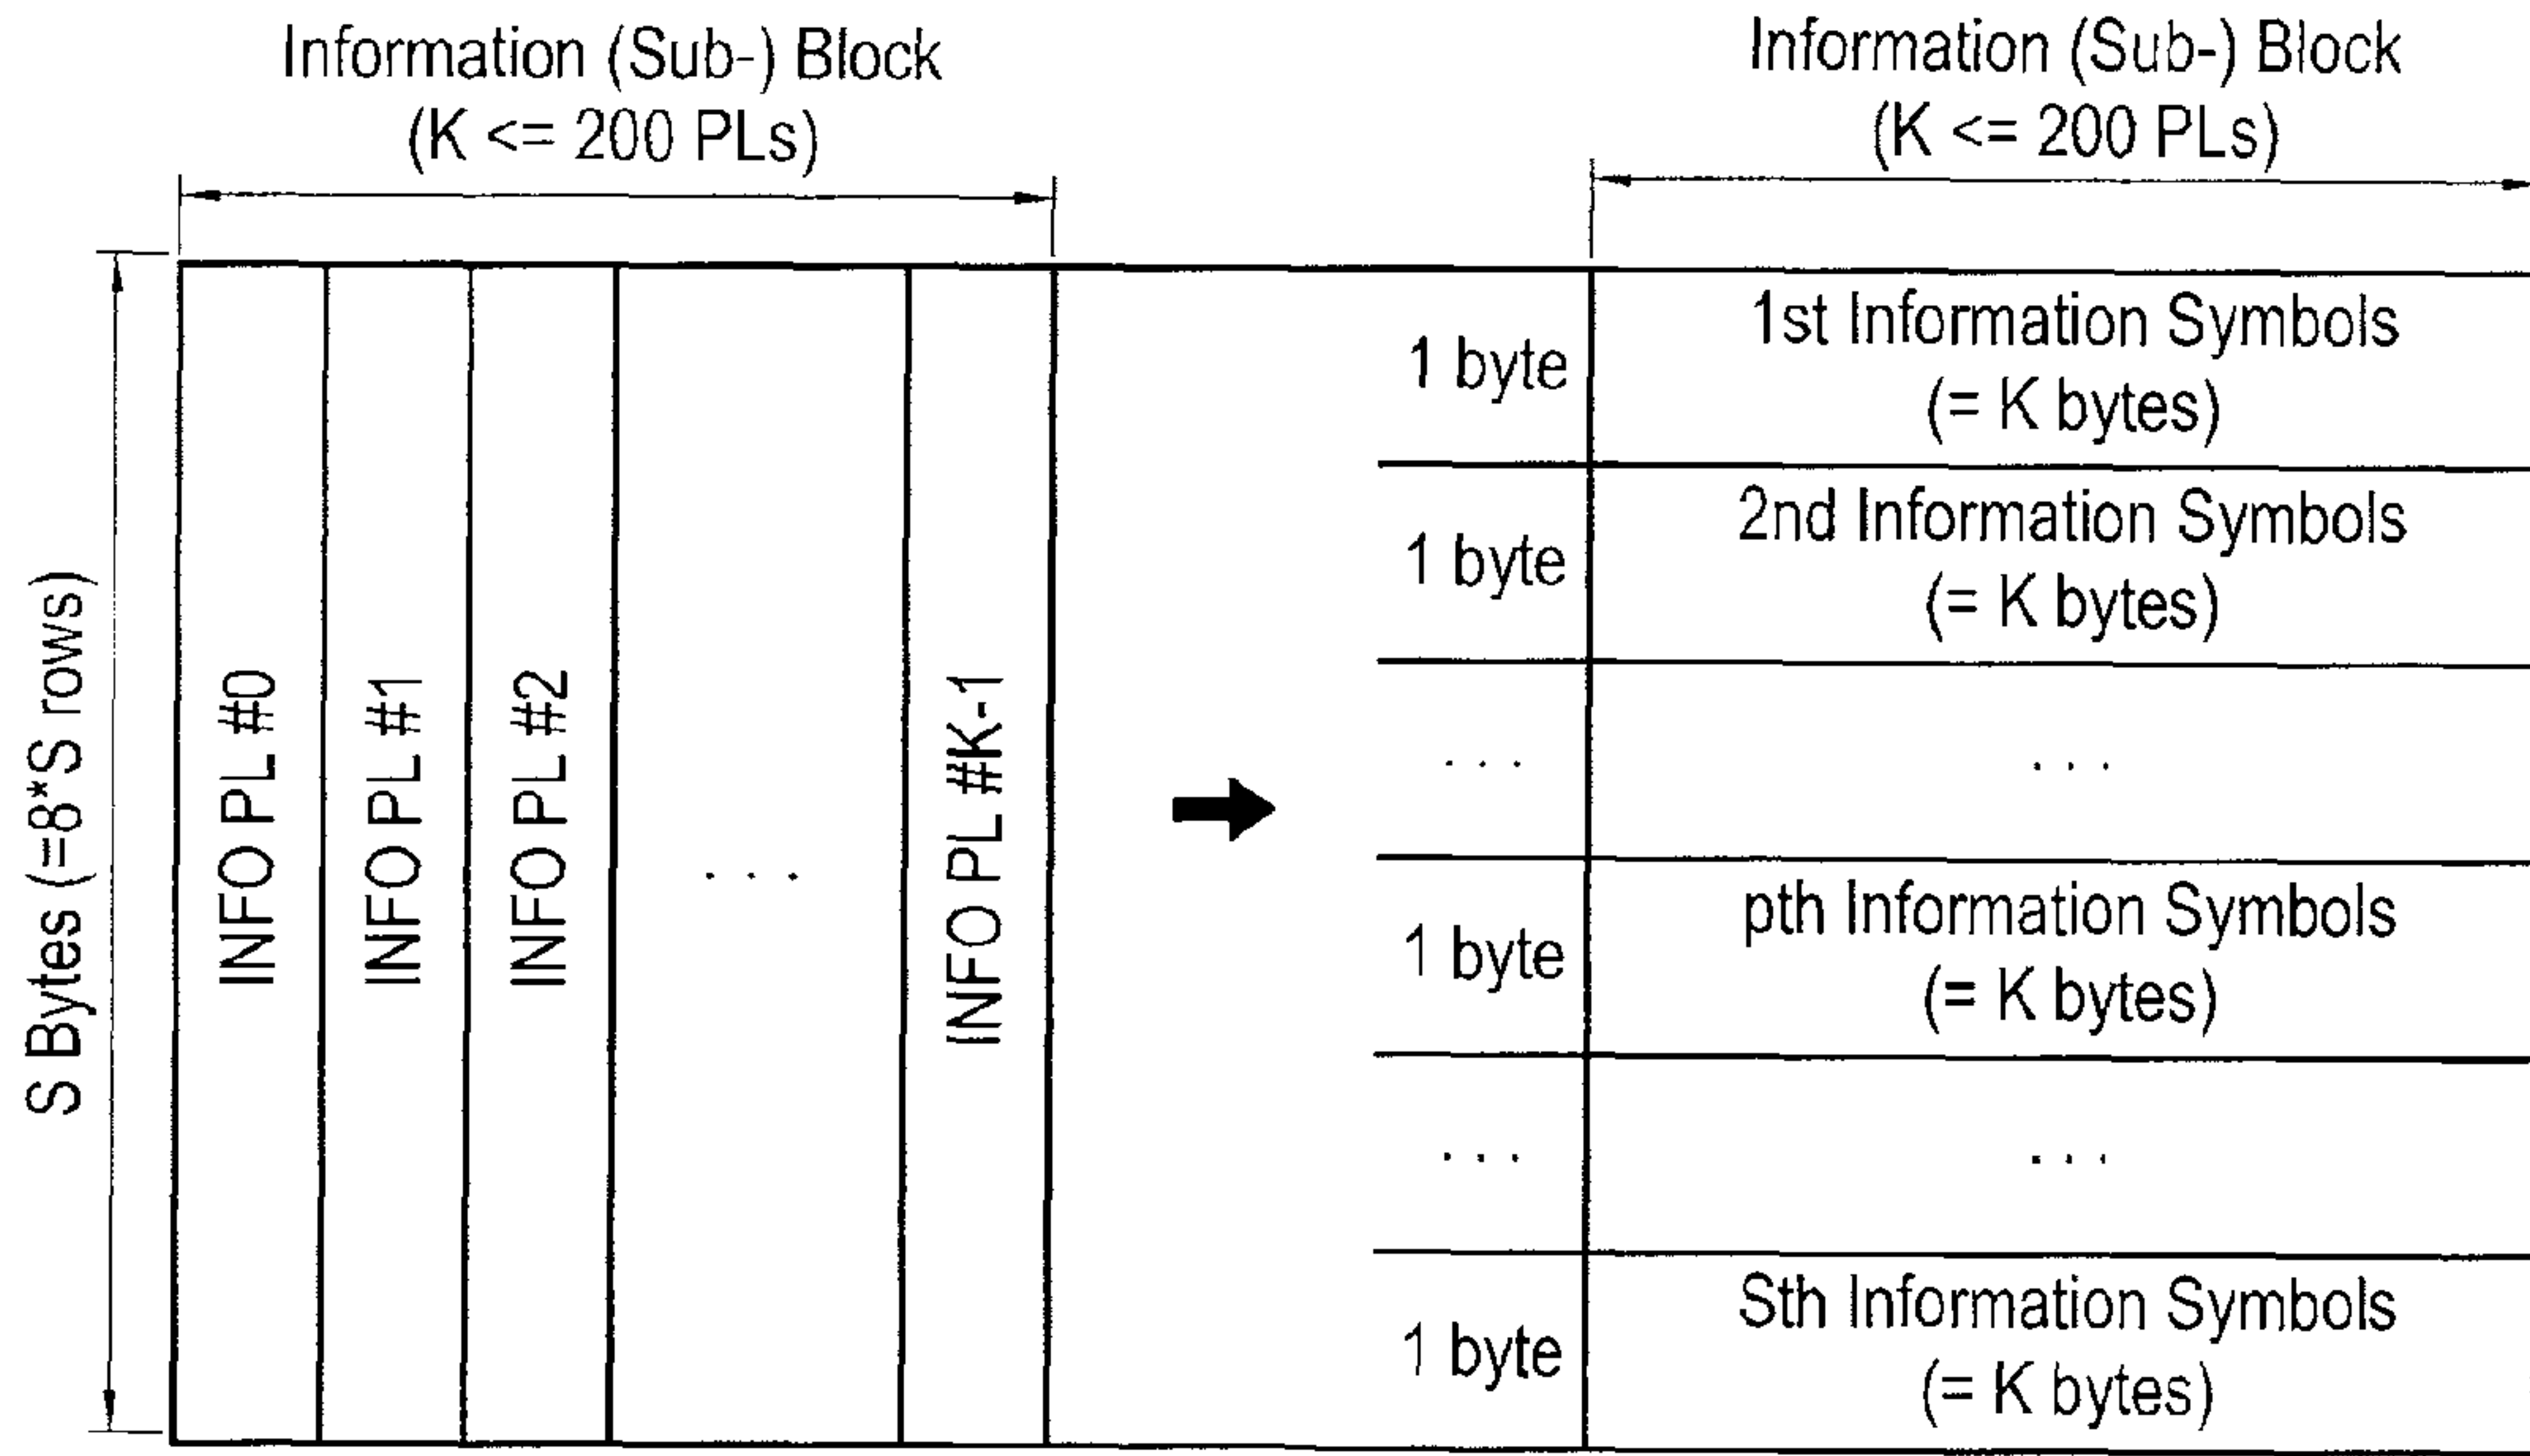 Information (Sub-) Block
(K <= 200 PLs)
S Bytes (=8*S rows)
INFO PL #0
INFO PL #1
INFO PL #2
. . .
INFO PL #K-1
Information (Sub-) Block
(K <= 200 PLs)
1 byte
1st Information Symbols
(= K bytes)
1 byte
2nd Information Symbols
(= K bytes)
. . .
. . .
1 byte
pth Information Symbols
(= K bytes)
. . .
. . .
1 byte
Sth Information Symbols
(= K bytes)